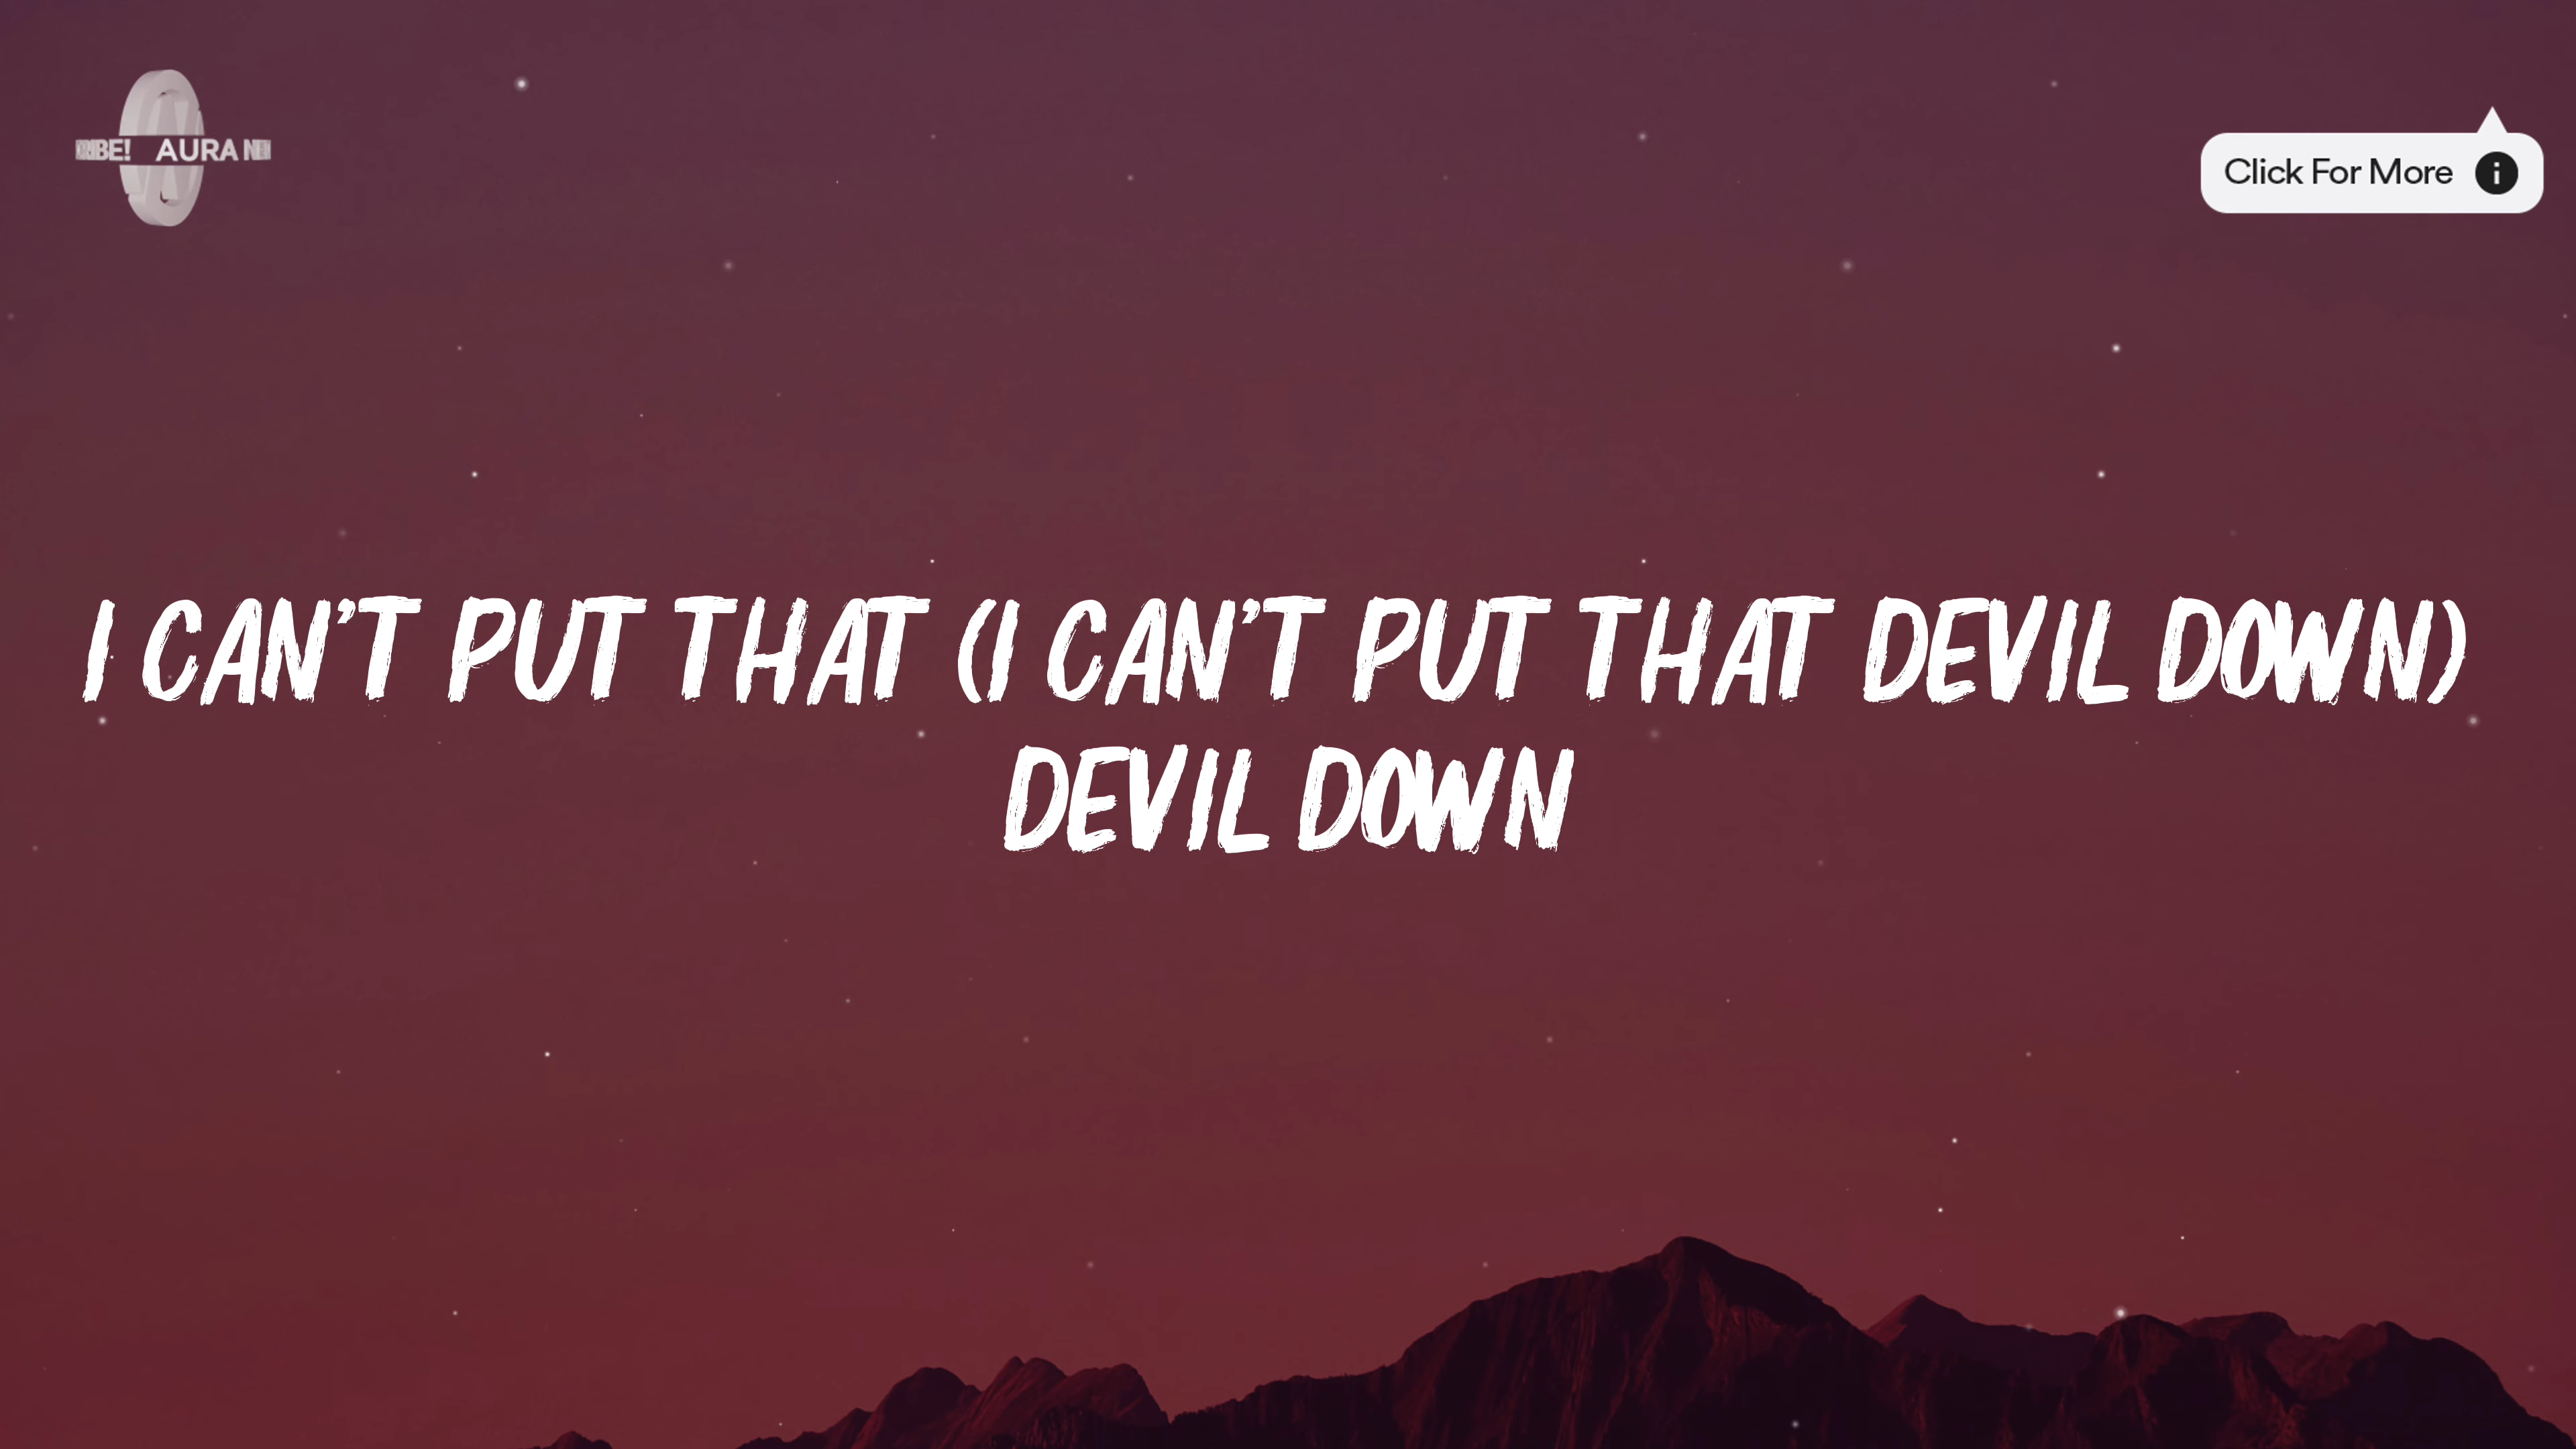 AURA
Click For More
I CAN'T PUT THAT (I CAN'T PUT THAT DEVIL DOWN)
DEVIL DOWN